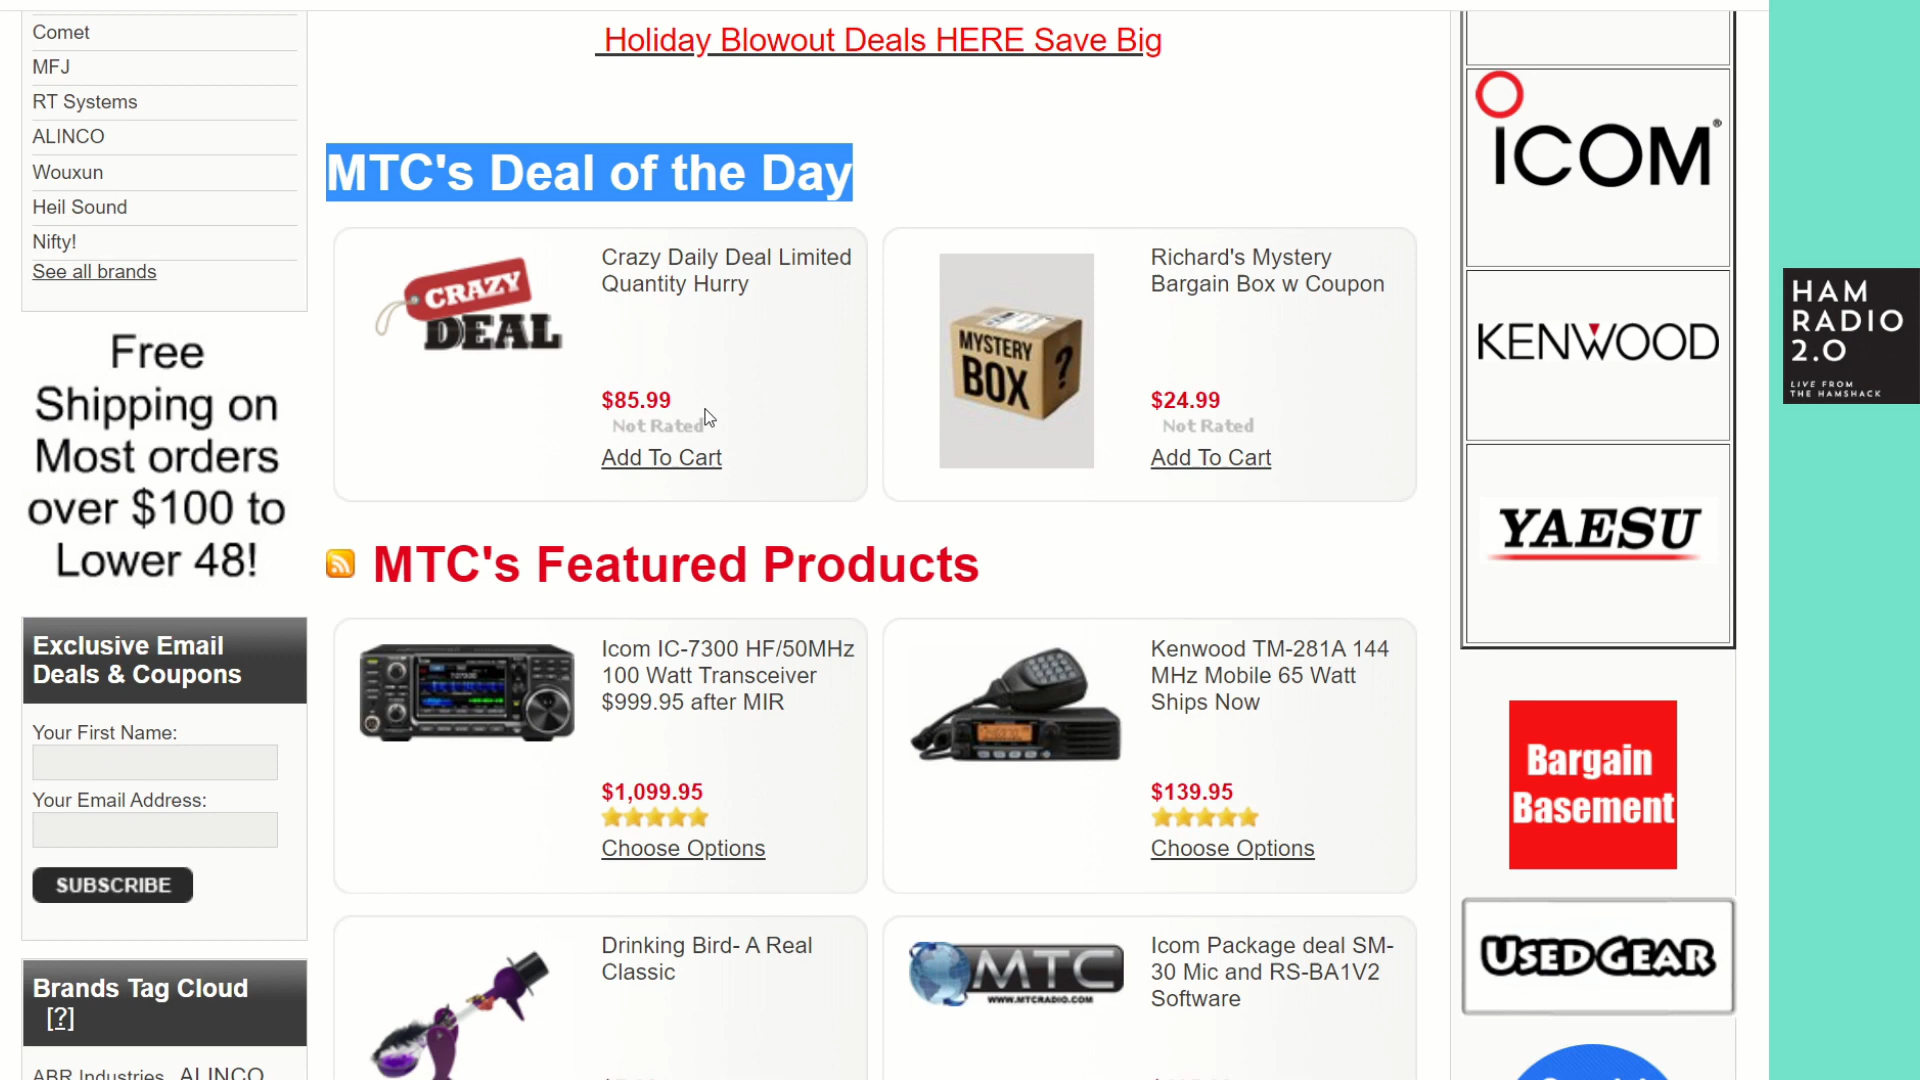 Comet
MFJ
RT Systems
ALINCO
Wouxun
Heil Sound
Nifty!
See all brands
Free
Shipping on
Most orders
over $100 to
Lower 48!
Exclusive Email
Deals & Coupons
Your First Name:
Your Email Address:
SUBSCRIBE
Brands Tag Cloud
[?]
ABR Industries ALINCO
Holiday Blowout Deals HERE Save Big
MTC's Deal of the Day
CRAZY
DEAL
Crazy Daily Deal Limited
Quantity Hurry
$85.99
Not Rated
Add To Cart
MYSTERY
BOX
?
Richard's Mystery
Bargain Box w Coupon
$24.99
Not Rated
Add To Cart
MTC's Featured Products
Icom IC-7300 HF/50MHz
100 Watt Transceiver
$999.95 after MIR
$1,099.95
Choose Options
Kenwood TM-281A 144
MHz Mobile 65 Watt
Ships Now
$139.95
Choose Options
Drinking Bird- A Real
Classic
MTC
WWW.MTCRADIO.COM
Icom Package deal SM-
30 Mic and RS-BA1V2
Software
ICOM®
KENWOOD
YAESU
Bargain
Basement
USED GEAR
HAM
RADIO
2.0
LIVE FROM
THE HAMSHACK